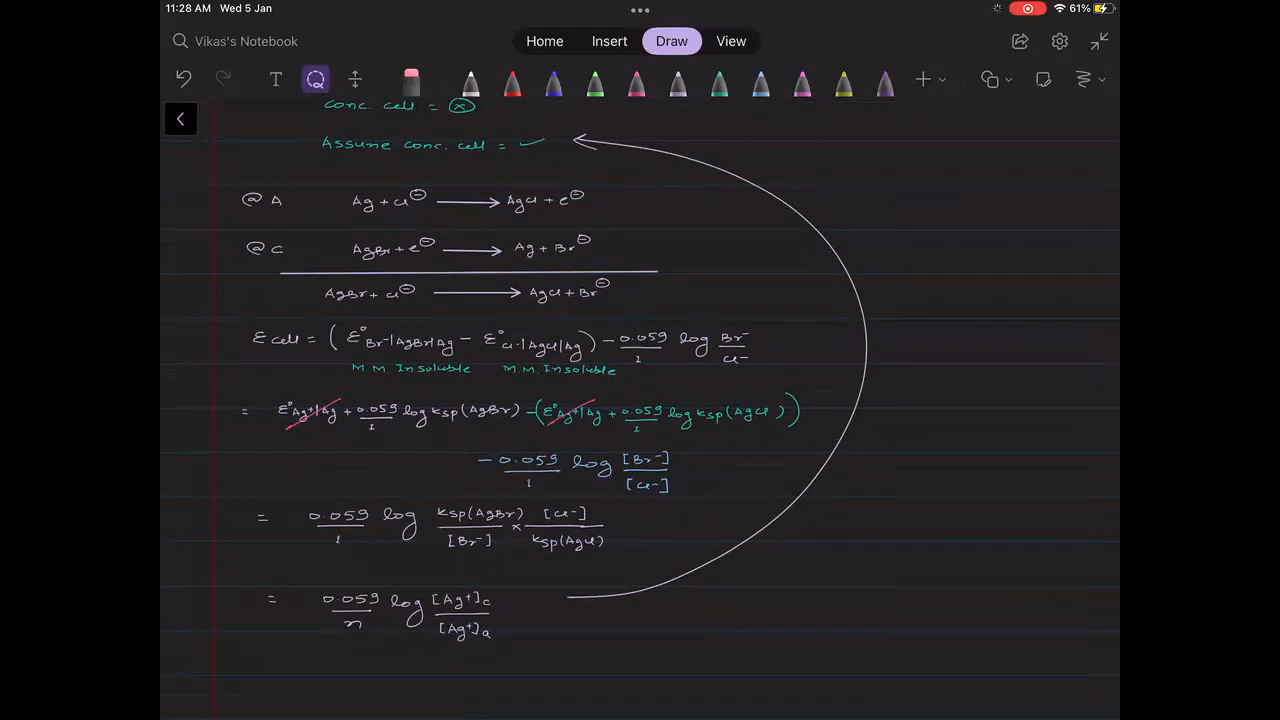 11:28 AM Wed 5 Jan
61%
Vikas's Notebook
Home Insert Draw View
T
Conc. cell = ×
Assume conc. cell = ✓
@ A Ag + Cl⊖ ⟶ AgCl + e⊖
@ C AgBr + e⊖ ⟶ Ag + Br⊖
AgBr + Cl⊖ ⟶ AgCl + Br⊖
Ecell = (E°Br⁻|AgBr|Ag − E°Cl⁻|AgCl|Ag) − 0.059/1 log Br⁻/Cl⁻
M.M. Insoluble M.M. Insoluble
= E°Ag⁺|Ag + 0.059/1 log Ksp(AgBr) − (E°Ag⁺|Ag + 0.059/1 log Ksp(AgCl))
− 0.059/1 log [Br⁻]/[Cl⁻]
= 0.059/1 log Ksp(AgBr)/[Br⁻] × [Cl⁻]/Ksp(AgCl)
= 0.059/n log [Ag⁺]c/[Ag⁺]a